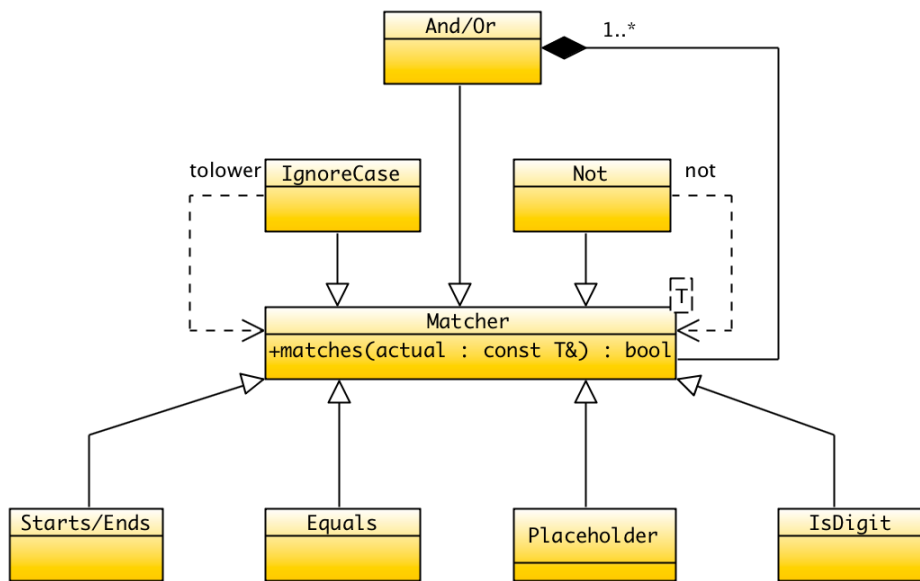 And/Or
1..*
tolower
IgnoreCase
Not
not
T
Matcher
+matches(actual : const T&) : bool
Starts/Ends
Equals
Placeholder
IsDigit